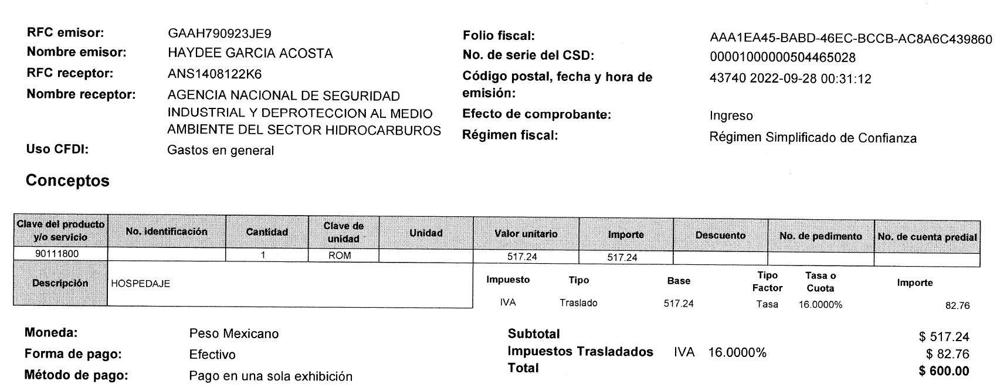 RFC emisor: GAAH790923JE9
Nombre emisor: HAYDEE GARCIA ACOSTA
RFC receptor: ANS1408122K6
Nombre receptor: AGENCIA NACIONAL DE SEGURIDAD
INDUSTRIAL Y DEPROTECCION AL MEDIO
AMBIENTE DEL SECTOR HIDROCARBUROS
Uso CFDI: Gastos en general
Folio fiscal: AAA1EA45-BABD-46EC-BCCB-AC8A6C439860
No. de serie del CSD: 00001000000504465028
Código postal, fecha y hora de 43740 2022-09-28 00:31:12
emisión:
Efecto de comprobante: Ingreso
Régimen fiscal: Régimen Simplificado de Confianza
Conceptos
Clave del producto y/o servicio No. identificación Cantidad Clave de unidad Unidad Valor unitario Importe Descuento No. de pedimento No. de cuenta predial
90111800 1 ROM 517.24 517.24
Descripción HOSPEDAJE
Impuesto Tipo Base Tipo Factor Tasa o Cuota Importe
IVA Traslado 517.24 Tasa 16.0000% 82.76
Moneda: Peso Mexicano
Forma de pago: Efectivo
Método de pago: Pago en una sola exhibición
Subtotal $ 517.24
Impuestos Trasladados IVA 16.0000% $ 82.76
Total $ 600.00